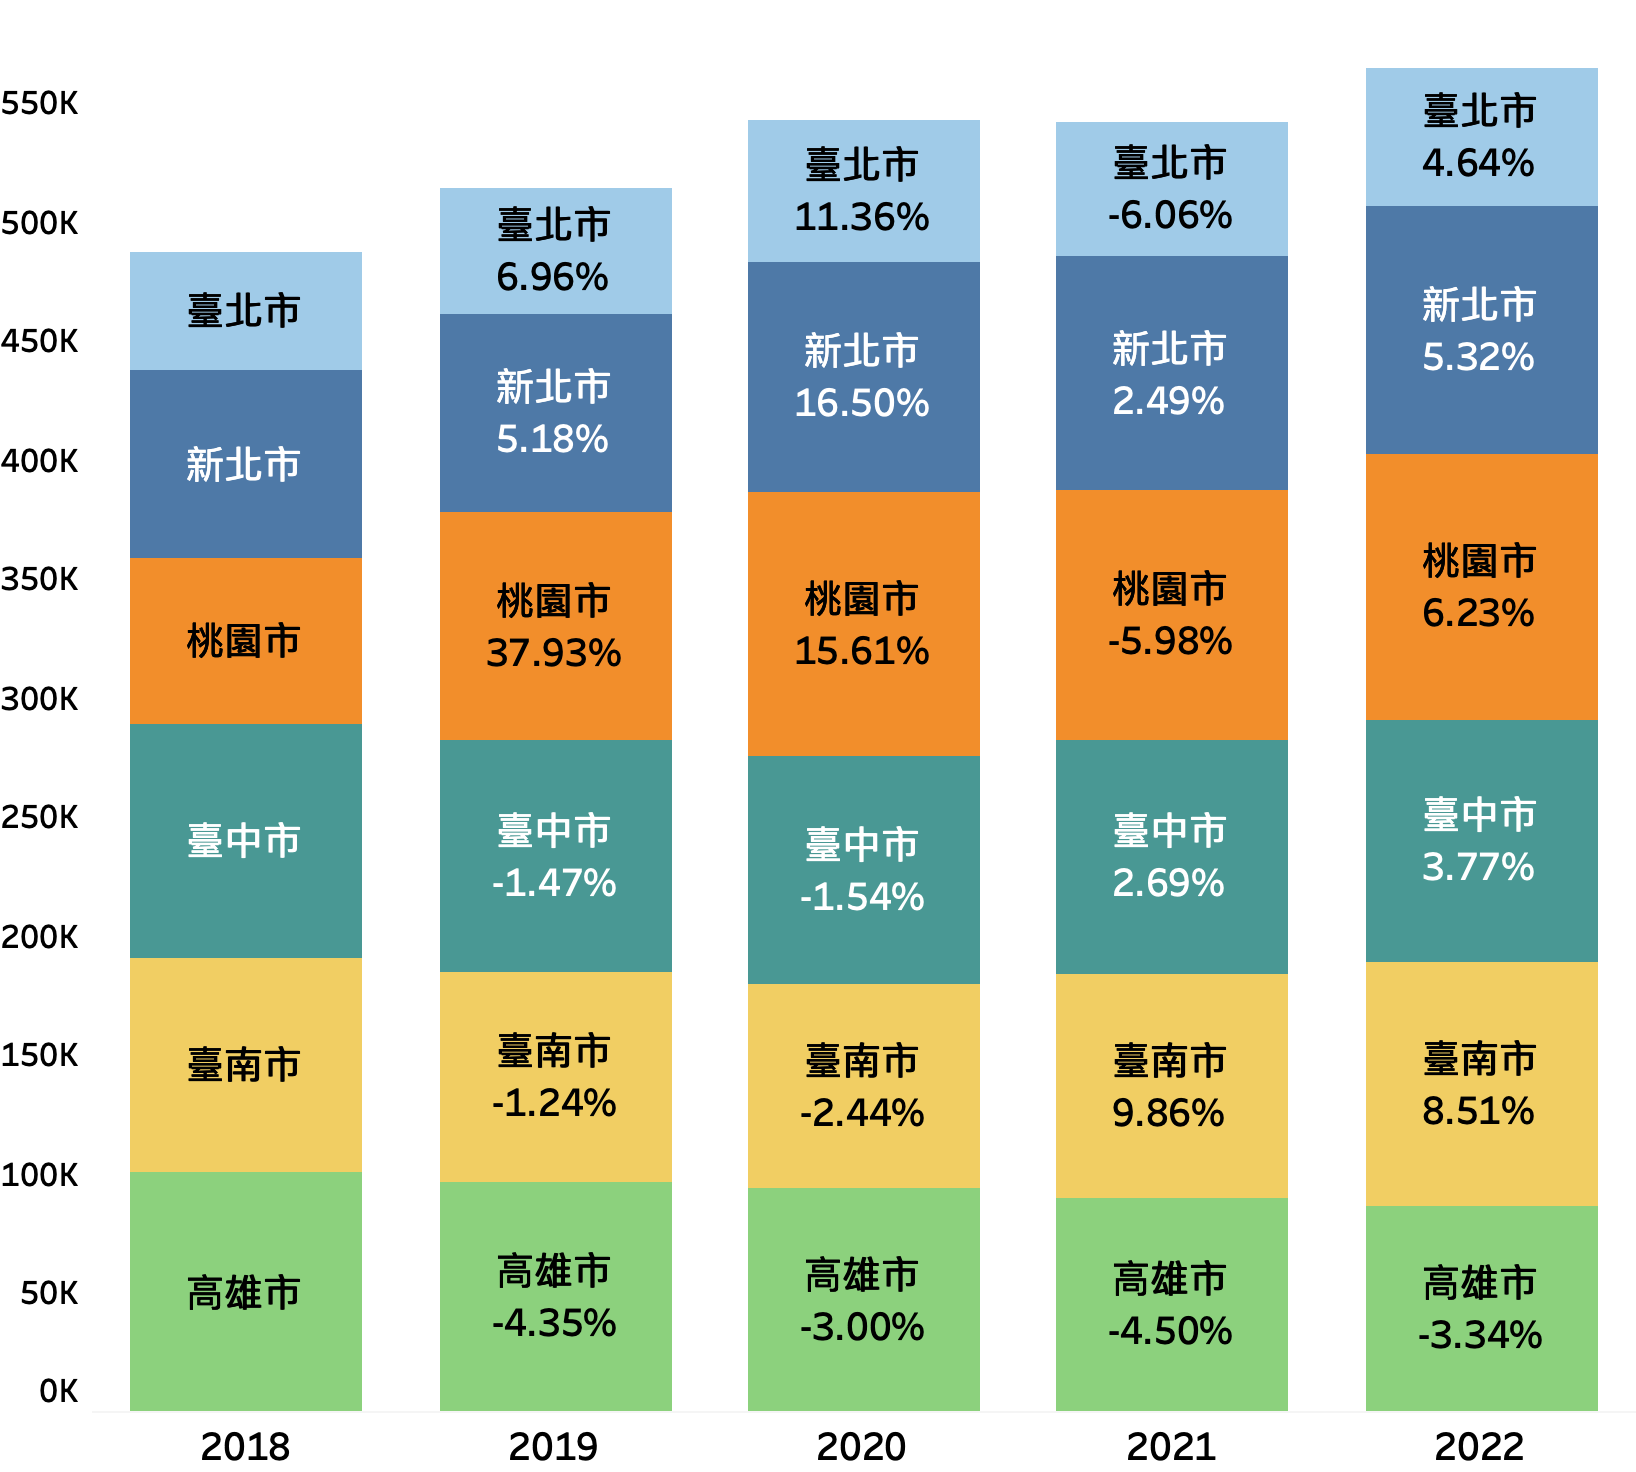 550K
500K
450K
400K
350K
300K
250K
200K
150K
100K
50K
0K
臺北市
新北市
桃園市
臺中市
臺南市
高雄市
臺北市
6.96%
新北市
5.18%
桃園市
37.93%
臺中市
-1.47%
臺南市
-1.24%
高雄市
-4.35%
臺北市
11.36%
新北市
16.50%
桃園市
15.61%
臺中市
-1.54%
臺南市
-2.44%
高雄市
-3.00%
臺北市
-6.06%
新北市
2.49%
桃園市
-5.98%
臺中市
2.69%
臺南市
9.86%
高雄市
-4.50%
臺北市
4.64%
新北市
5.32%
桃園市
6.23%
臺中市
3.77%
臺南市
8.51%
高雄市
-3.34%
2018
2019
2020
2021
2022